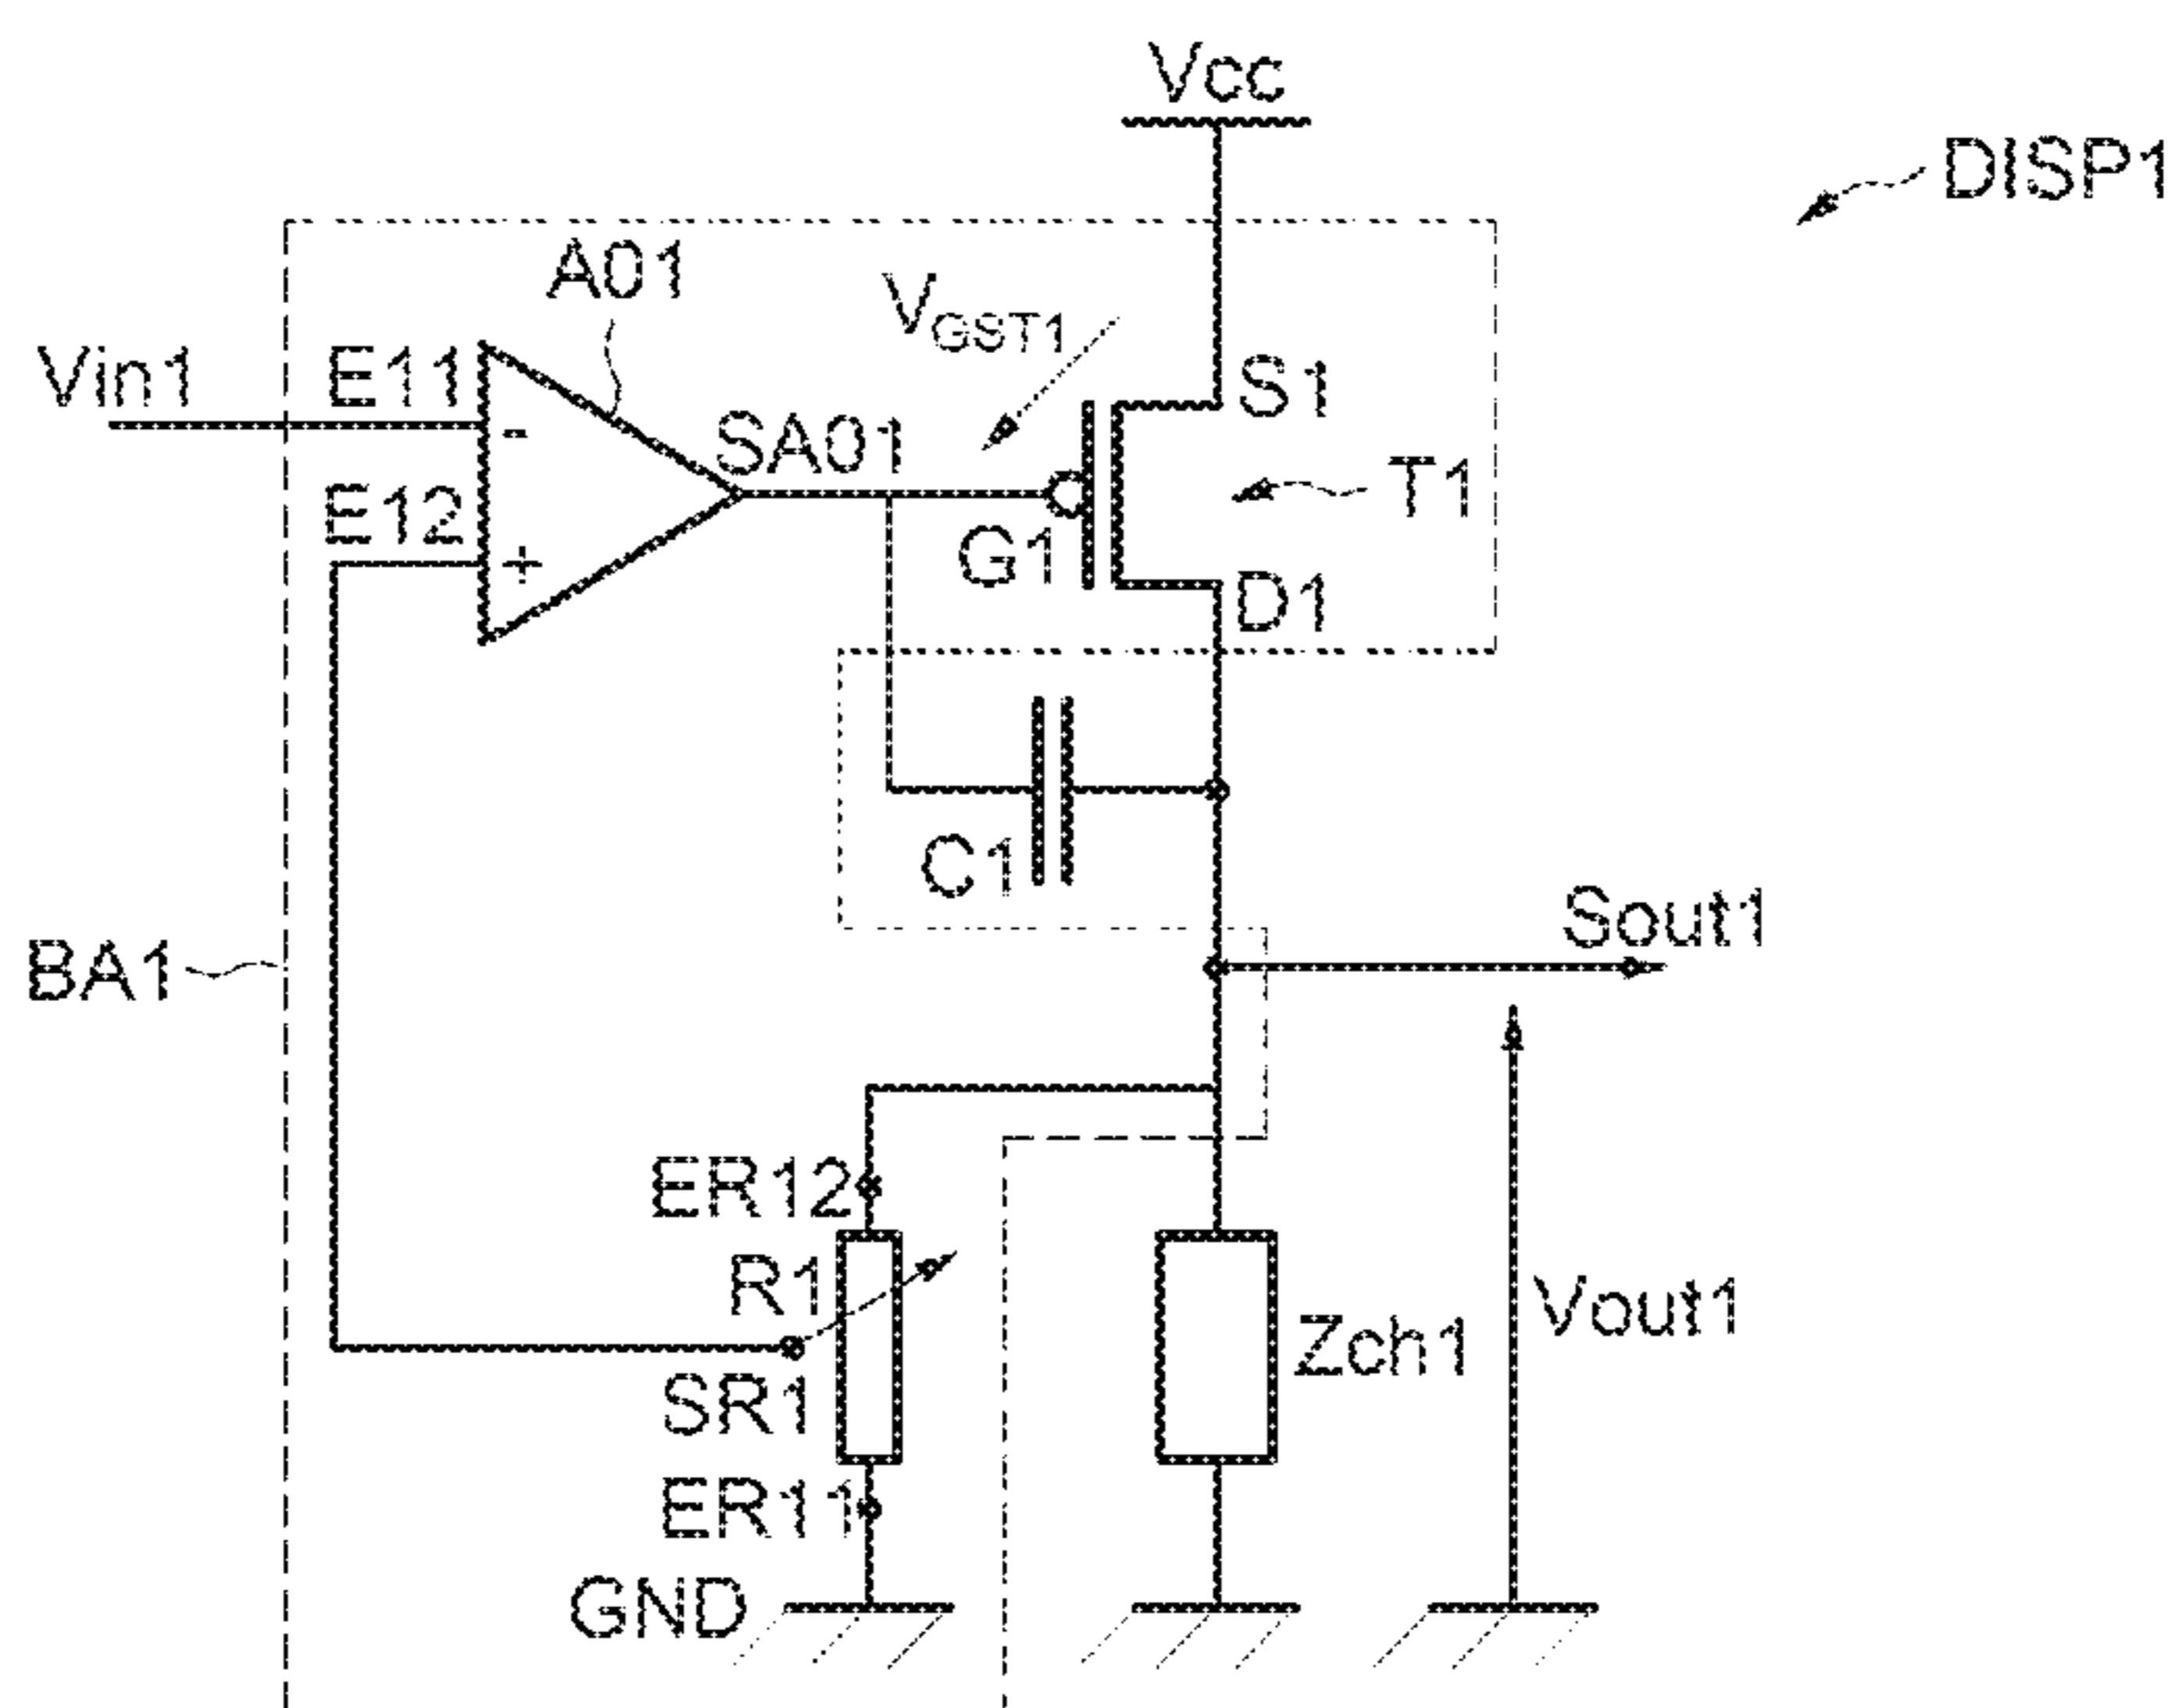 Vcc
DISP1
A01
VGST1
Vin1
E11
-
S1
SA01
T1
E12
+
G1
D1
C1
Sout1
BA1
ER12
R1
Vout1
Zch1
SR1
ER11
GND